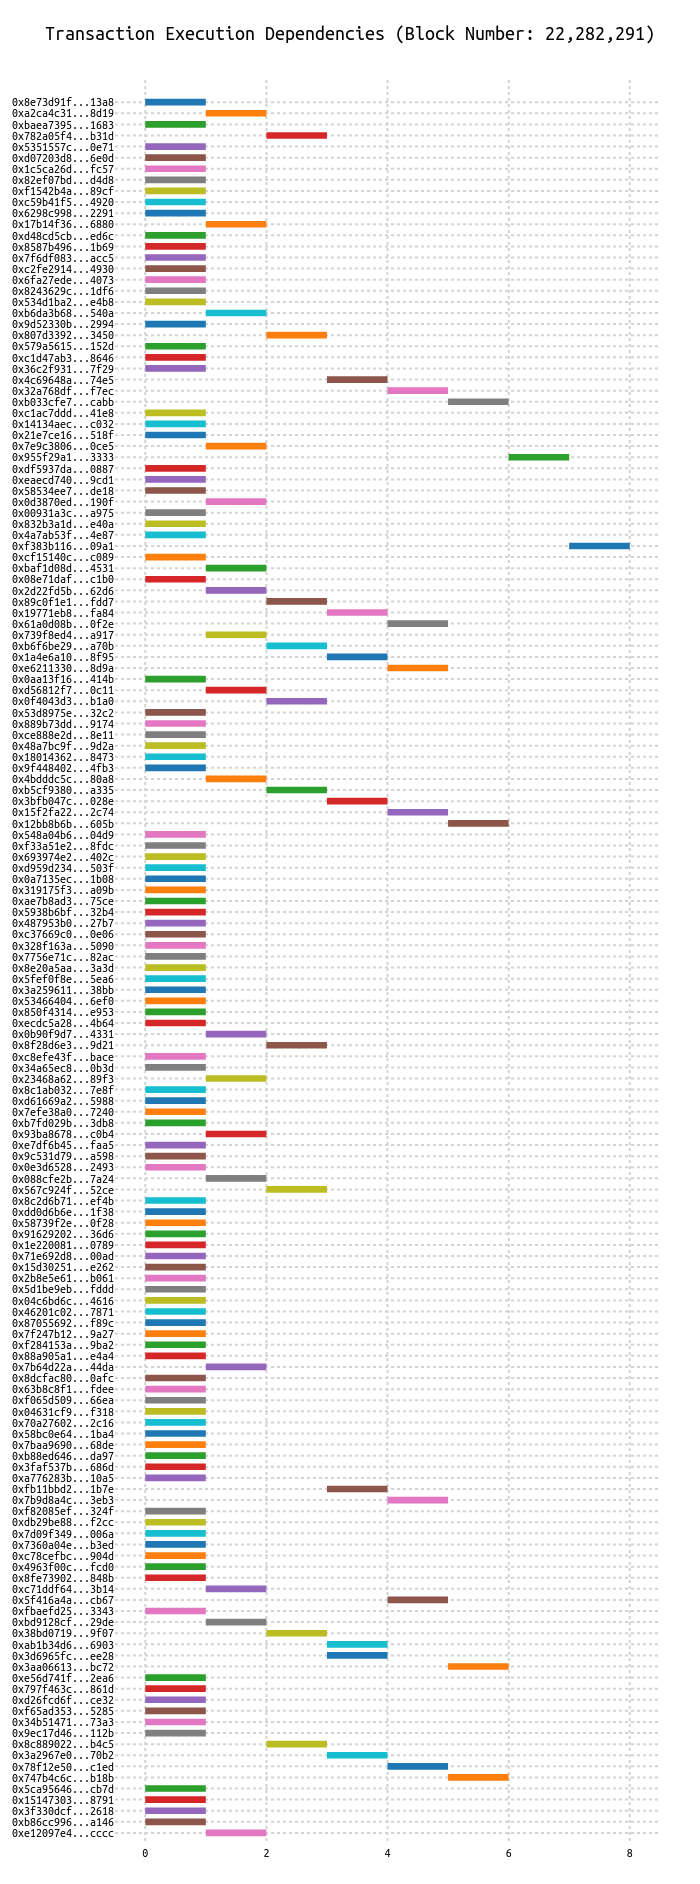 Transaction Execution Dependencies (Block Number: 22,282,291)
0x8e73d91f...13a8
0xa2ca4c31...8d19
0xbaea7395...1683
0x782a05f4...b31d
0x5351557c...0e71
0xd07203d8...6e0d
0x1c5ca26d...fc57
0x82ef07bd...d4d8
0xf1542b4a...89cf
0xc59b41f5...4920
0x6298c998...2291
0x17b14f36...6880
0xd48cd5cb...ed6c
0x8587b496...1b69
0x7f6df083...acc5
0xc2fe2914...4930
0x6fa27ede...4073
0x8243629c...1df6
0x534d1ba2...e4b8
0xb6da3b68...540a
0x9d52330b...2994
0x807d3392...3450
0x579a5615...152d
0xc1d47ab3...8646
0x36c2f931...7f29
0x4c69648a...74e5
0x32a768df...f7ec
0xb033cfe7...cabb
0xc1ac7ddd...41e8
0x14134aec...c032
0x21e7ce16...518f
0x7e9c3806...0ce5
0x955f29a1...3333
0xdf5937da...0887
0xeaecd740...9cd1
0x58534ee7...de18
0x0d3870ed...190f
0x00931a3c...a975
0x832b3a1d...e40a
0x4a7ab53f...4e87
0xf383b116...09a1
0xcf15140c...c089
0xbaf1d08d...4531
0x08e71daf...c1b0
0x2d22fd5b...62d6
0x89c0f1e1...fdd7
0x19771eb8...fa84
0x61a0d08b...0f2e
0x739f8ed4...a917
0xb6f6be29...a70b
0x1a4e6a10...8f95
0xe6211330...8d9a
0x0aa13f16...414b
0xd56812f7...0c11
0x0f4043d3...b1a0
0x53d8975e...32c2
0x889b73dd...9174
0xce888e2d...8e11
0x48a7bc9f...9d2a
0x18014362...8473
0x9f448402...4fb3
0x4bdddc5c...80a8
0xb5cf9380...a335
0x3bfb047c...028e
0x15f2fa22...2c74
0x12bb8b6b...605b
0x548a04b6...04d9
0xf33a51e2...8fdc
0x693974e2...402c
0xd959d234...503f
0x0a7135ec...1b08
0x319175f3...a09b
0xae7b8ad3...75ce
0x5938b6bf...32b4
0x487953b0...27b7
0xc37669c0...0e06
0x328f163a...5090
0x7756e71c...82ac
0x8e20a5aa...3a3d
0x5fef0f8e...5ea6
0x3a259611...38bb
0x53466404...6ef0
0x850f4314...e953
0xecdc5a28...4b64
0x0b90f9d7...4331
0x8f28d6e3...9d21
0xc8efe43f...bace
0x34a65ec8...0b3d
0x23468a62...89f3
0x8c1ab032...7e8f
0xd61669a2...5988
0x7efe38a0...7240
0xb7fd029b...3db8
0x93ba8678...c0b4
0xe7df6b45...faa5
0x9c531d79...a598
0x0e3d6528...2493
0x088cfe2b...7a24
0x567c924f...52ce
0x8c2d6b71...ef4b
0xdd0d6b6e...1f38
0x58739f2e...0f28
0x91629202...36d6
0x1e220081...0789
0x71e692d8...00ad
0x15d30251...e262
0x2b8e5e61...b061
0x5d1be9eb...fddd
0x04c6bd6c...4616
0x46201c02...7871
0x87055692...f89c
0x7f247b12...9a27
0xf284153a...9ba2
0x88a905a1...e4a4
0x7b64d22a...44da
0x8dcfac80...0afc
0x63b8c8f1...fdee
0xf065d509...66ea
0x04631cf9...f318
0x70a27602...2c16
0x58bc0e64...1ba4
0x7baa9690...68de
0xb88ed646...da97
0x3faf537b...686d
0xa776283b...10a5
0xfb11bbd2...1b7e
0x7b9d8a4c...3eb3
0xf82085ef...324f
0xdb29be88...f2cc
0x7d09f349...006a
0x7360a04e...b3ed
0xc78cefbc...904d
0x4963f00c...fcd0
0x8fe73902...848b
0xc71ddf64...3b14
0x5f416a4a...cb67
0xfbaefd25...3343
0xbd9128cf...29de
0x38bd0719...9f07
0xab1b34d6...6903
0x3d6965fc...ee28
0x3aa06613...bc72
0xe56d741f...2ea6
0x797f463c...861d
0xd26fcd6f...ce32
0xf65ad353...5285
0x34b51471...73a3
0x9ec17d46...112b
0x8c889022...b4c5
0x3a2967e0...70b2
0x78f12e50...c1ed
0x747b4c6c...b18b
0x5ca95646...cb7d
0x15147303...8791
0x3f330dcf...2618
0xb86cc996...a146
0xe12097e4...cccc
0 2 4 6 8